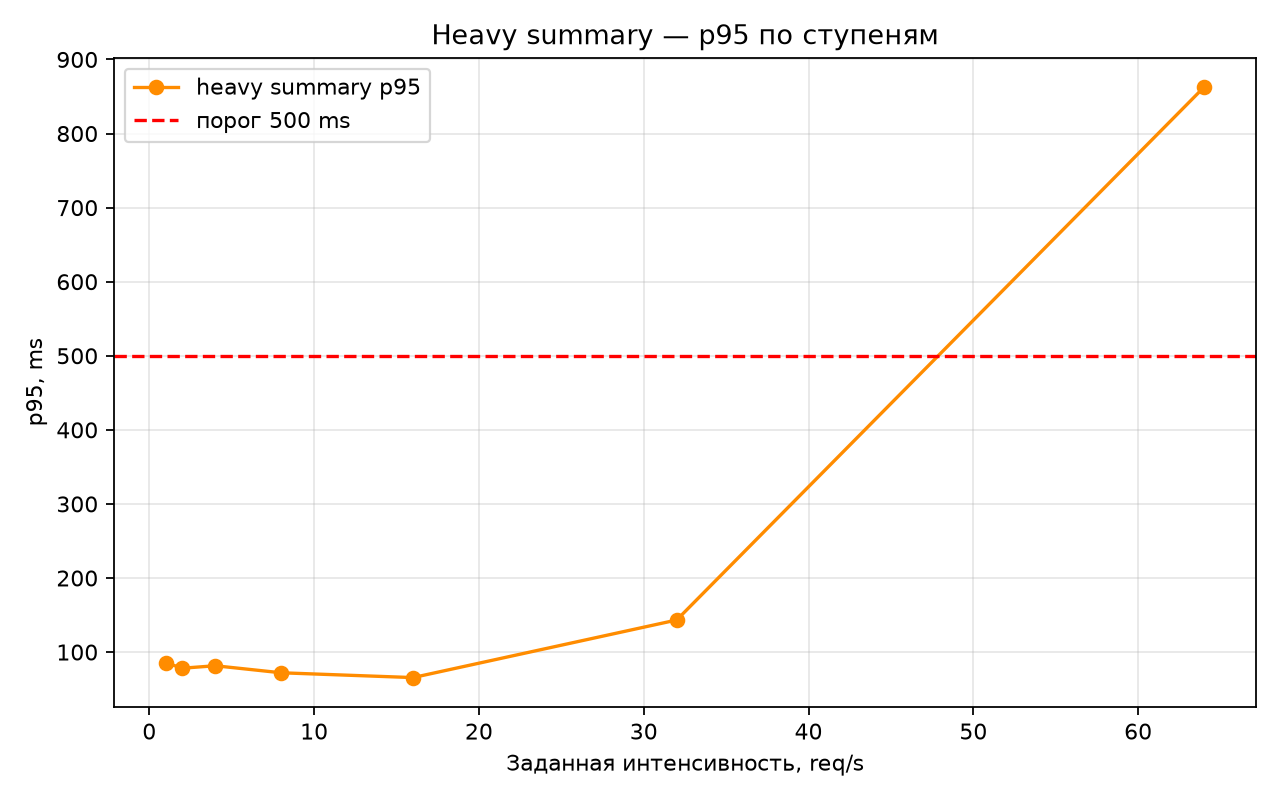 Heavy summary — p95 по ступеням
900
800
700
600
500
400
300
200
100
p95, ms
heavy summary p95
порог 500 ms
0 10 20 30 40 50 60
Заданная интенсивность, req/s